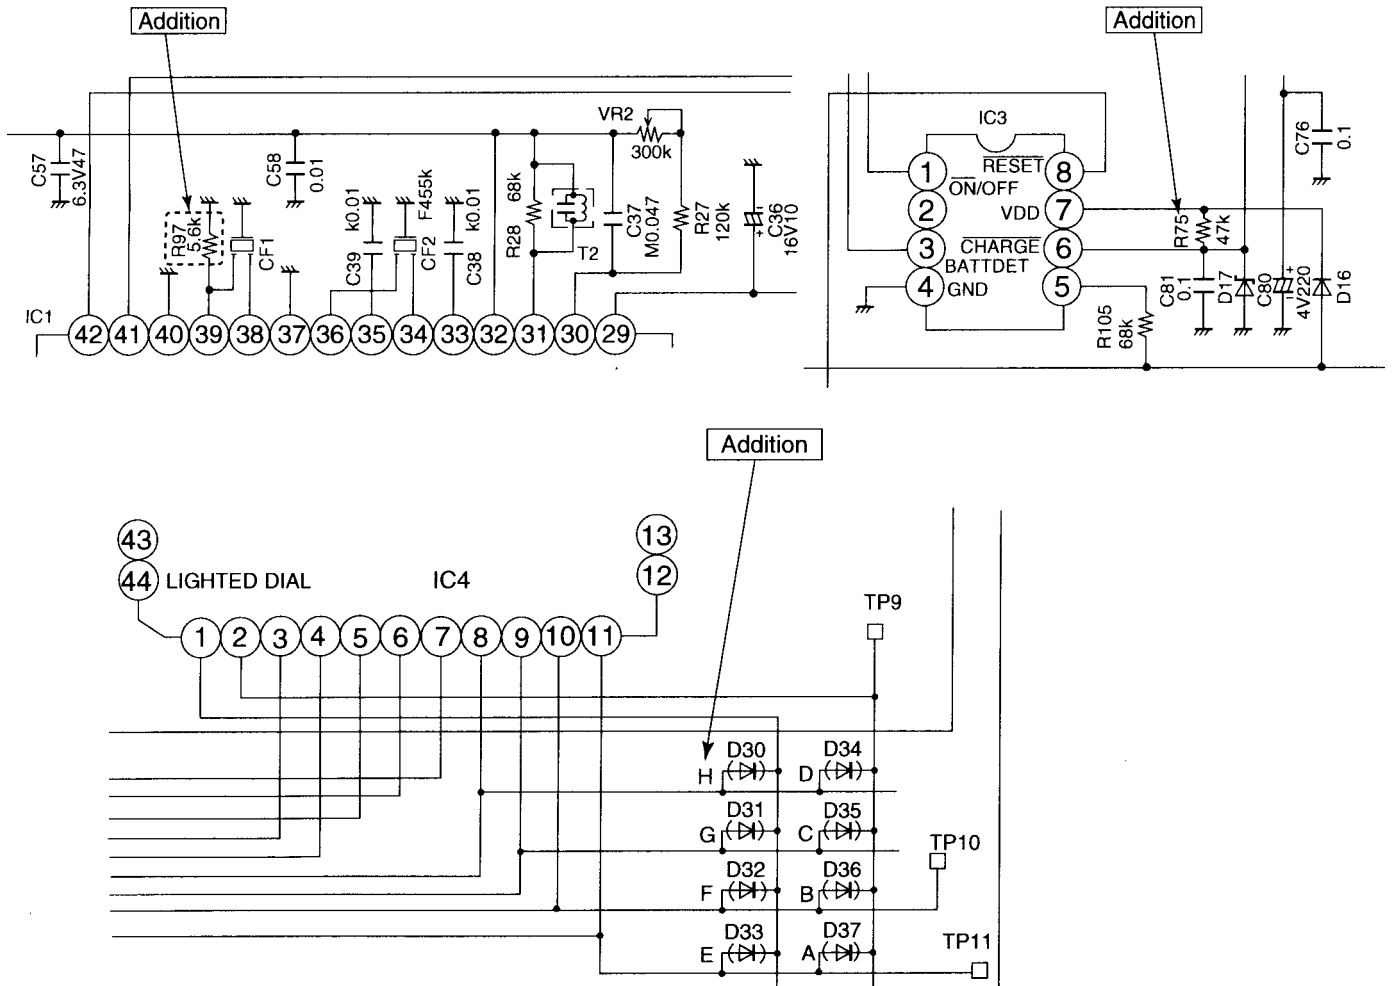 Addition
C57
6.3V47
R97
5.6k
CF1
C58
0.01
C39
k0.01
CF2
F455k
C38
k0.01
R28
68k
T2
C37
M0.047
VR2
300k
R27
120k
C36
16V10
+
IC1
42 41 40 39 38 37 36 35 34 33 32 31 30 29
Addition
IC3
1 RESET 8
ON/OFF
2 VDD 7
3 CHARGE 6
BATTDET
4 GND 5
R105
68k
R75
47k
C81
0.1
D17
C80
4V220
+
D16
C76
0.1
Addition
43
44 LIGHTED DIAL IC4
13
12
1 2 3 4 5 6 7 8 9 10 11
TP9
TP10
TP11
H D30 D D34
G D31 C D35
F D32 B D36
E D33 A D37